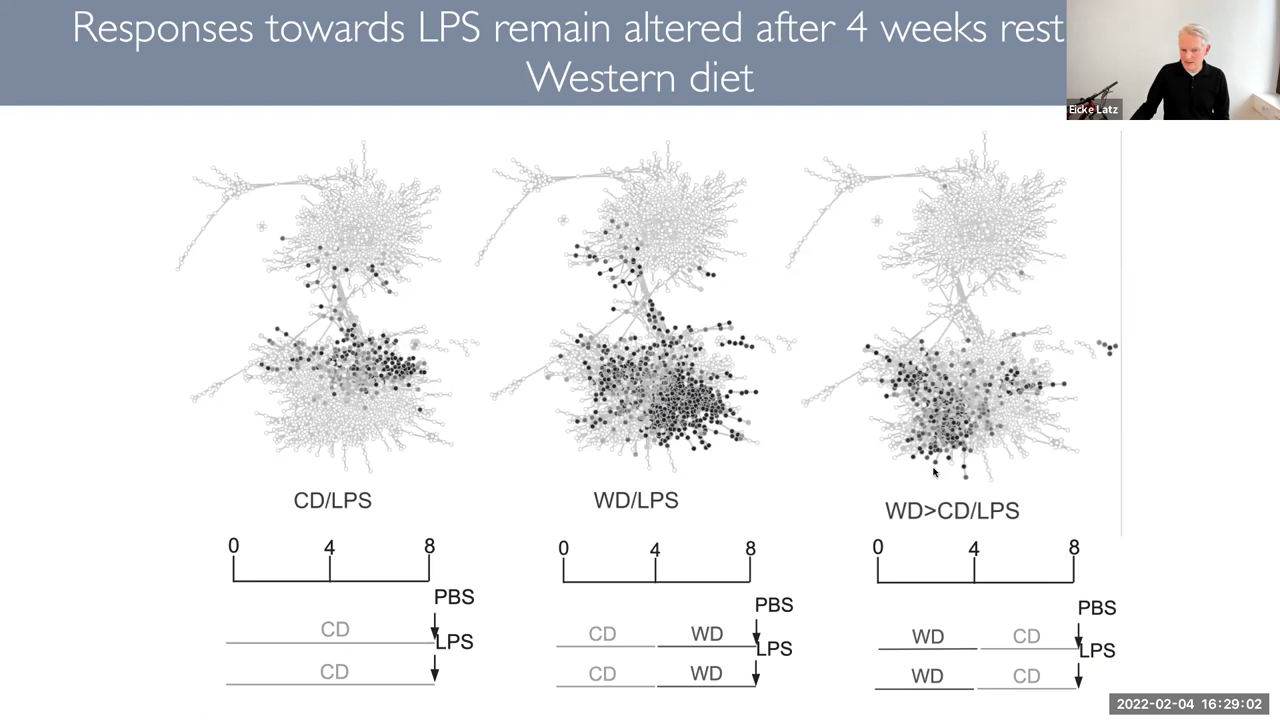 Responses towards LPS remain altered after 4 weeks rest
Western diet
Eicke Latz
CD/LPS
WD/LPS
WD>CD/LPS
0 4 8
PBS
CD
LPS
CD
0 4 8
PBS
CD WD
LPS
CD WD
0 4 8
PBS
WD CD
LPS
WD CD
2022-02-04 16:29:02